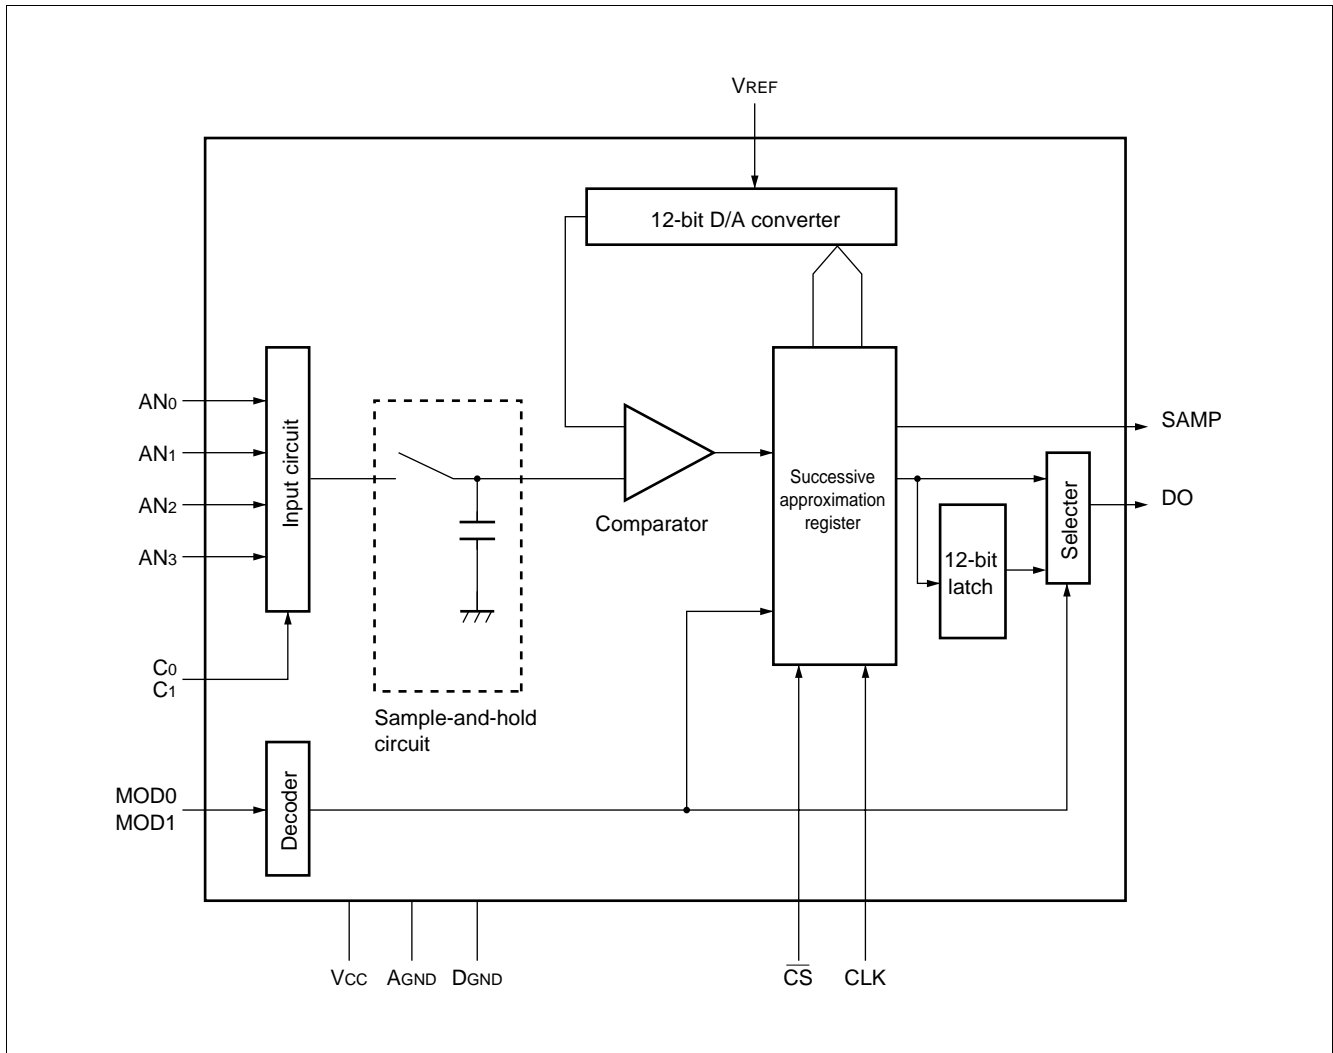 VREF
12-bit D/A converter
AN0
AN1
AN2
AN3
Input circuit
Comparator
Successive
approximation
register
SAMP
DO
Selecter
12-bit
latch
C0
C1
Sample-and-hold
circuit
MOD0
MOD1
Decoder
VCC
AGND
DGND
C̅S̅
CLK